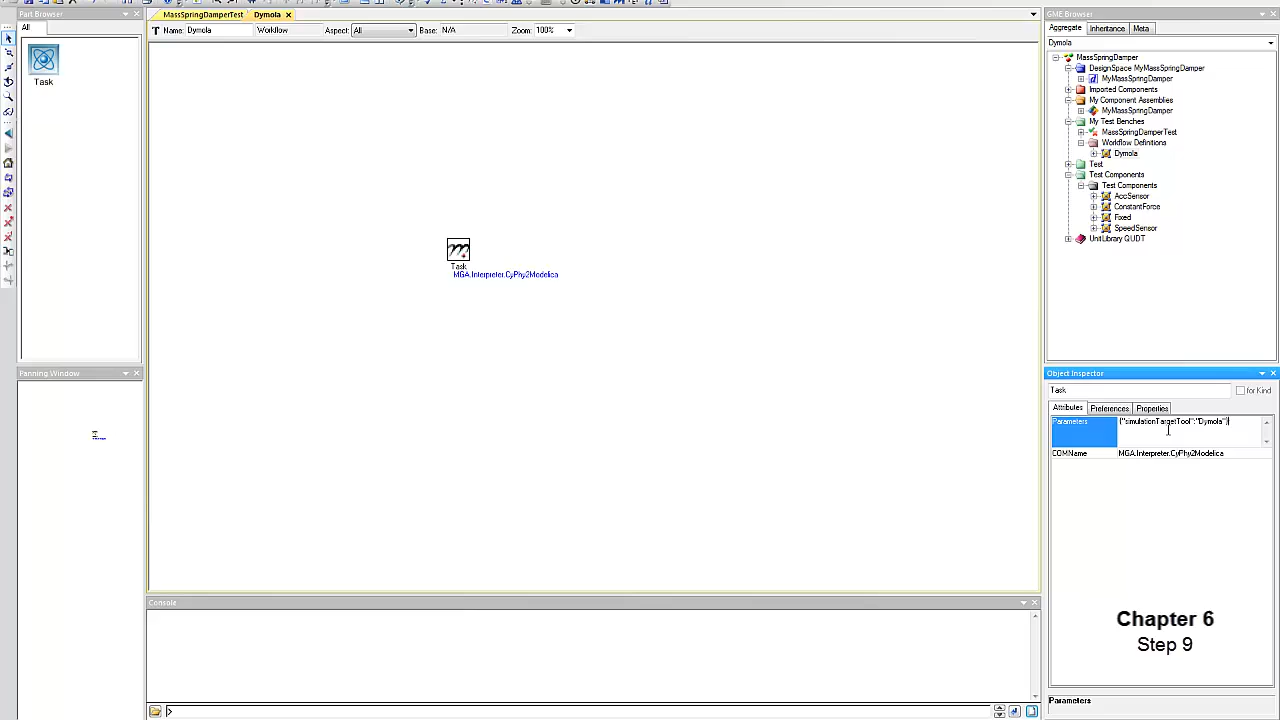 Part Browser
All
Task
MassSpringDamperTest
Dymola
Name: Dymola
Workflow
Aspect: All
Base: N/A
Zoom: 100%
Task
MGA.Interpreter.CyPhy2Modelica
GME Browser
Aggregate
Inheritance
Meta
Dymola
MassSpringDamper
DesignSpace MyMassSpringDamper
MyMassSpringDamper
Imported Components
My Component Assemblies
MyMassSpringDamper
My Test Benches
MassSpringDamperTest
Workflow Definitions
Dymola
Test
Test Components
Test Components
AccSensor
ConstantForce
Fixed
SpeedSensor
UnitLibrary QUDT
Panning Window
Object Inspector
Task
for Kind
Attributes
Preferences
Properties
Parameters
{"simulationTargetTool":"Dymola"}
COMName
MGA.Interpreter.CyPhy2Modelica
Chapter 6
Step 9
Parameters
Console